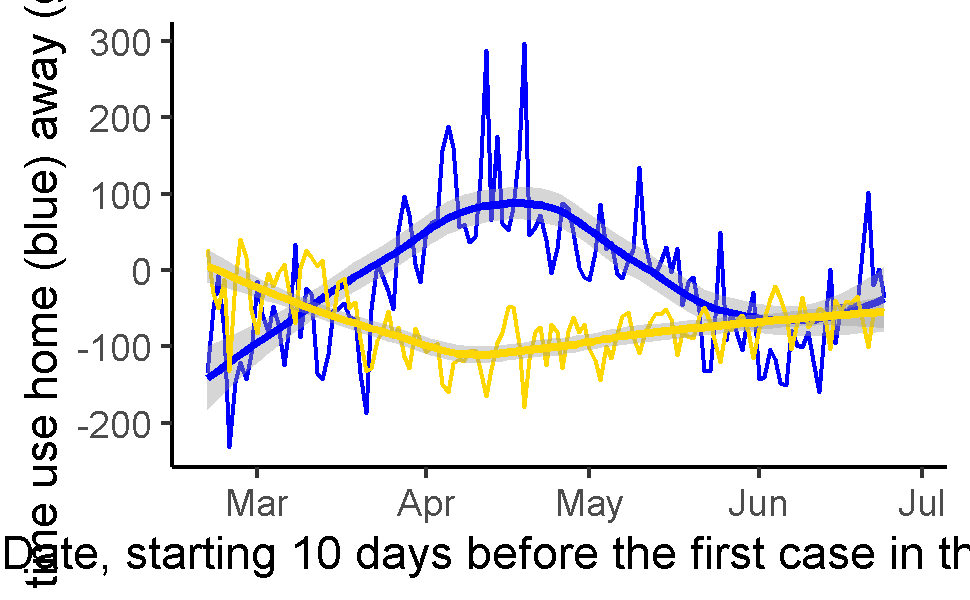 time use home (blue) away (
300
200
100
0
-100
-200
Mar Apr May Jun Jul
Date, starting 10 days before the first case in th